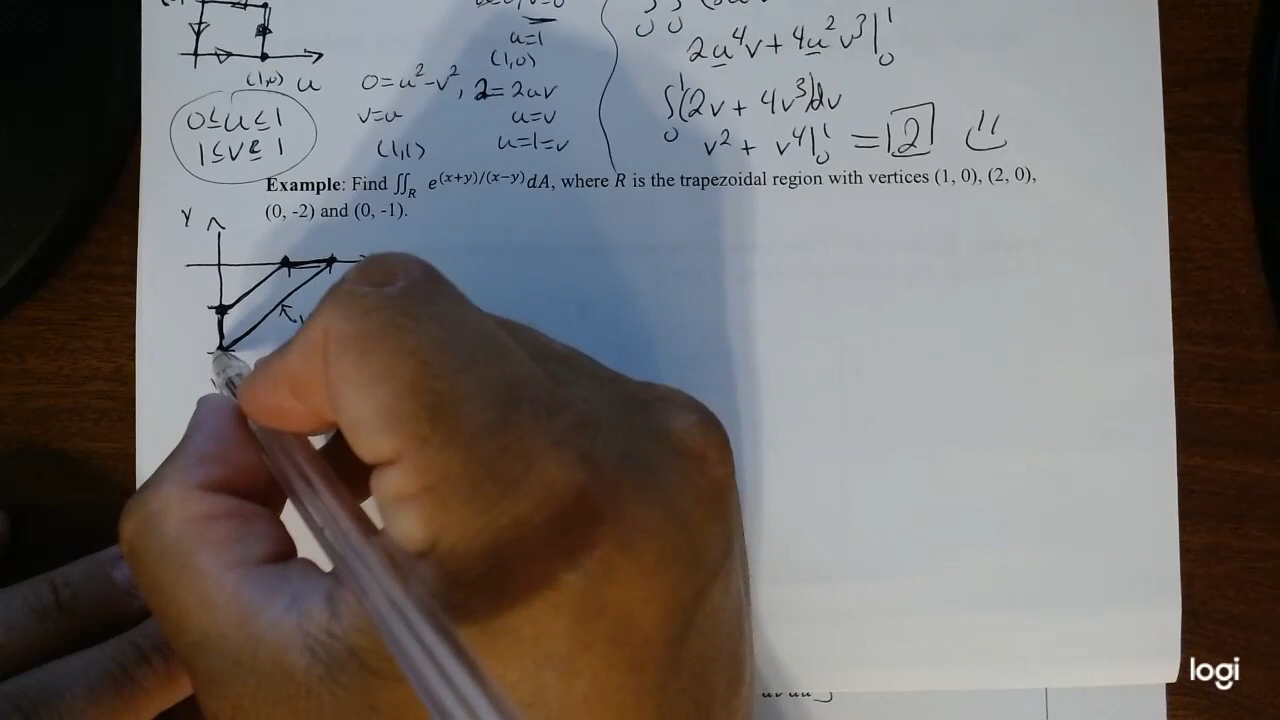 u=1
(1,0)
(1,0) u
0≤u≤1
0=u²-v², 2=2uv
v=u
u=v
(1,1)
u=1=v
2u⁴v + 4u²v³|₀¹
∫₀¹(2v + 4v³)dv
v² + v⁴|₀¹ = 2
Example: Find ∬_R e^(x+y)/(x−y) dA, where R is the trapezoidal region with vertices (1, 0), (2, 0),
(0, -2) and (0, -1).
Y
logi